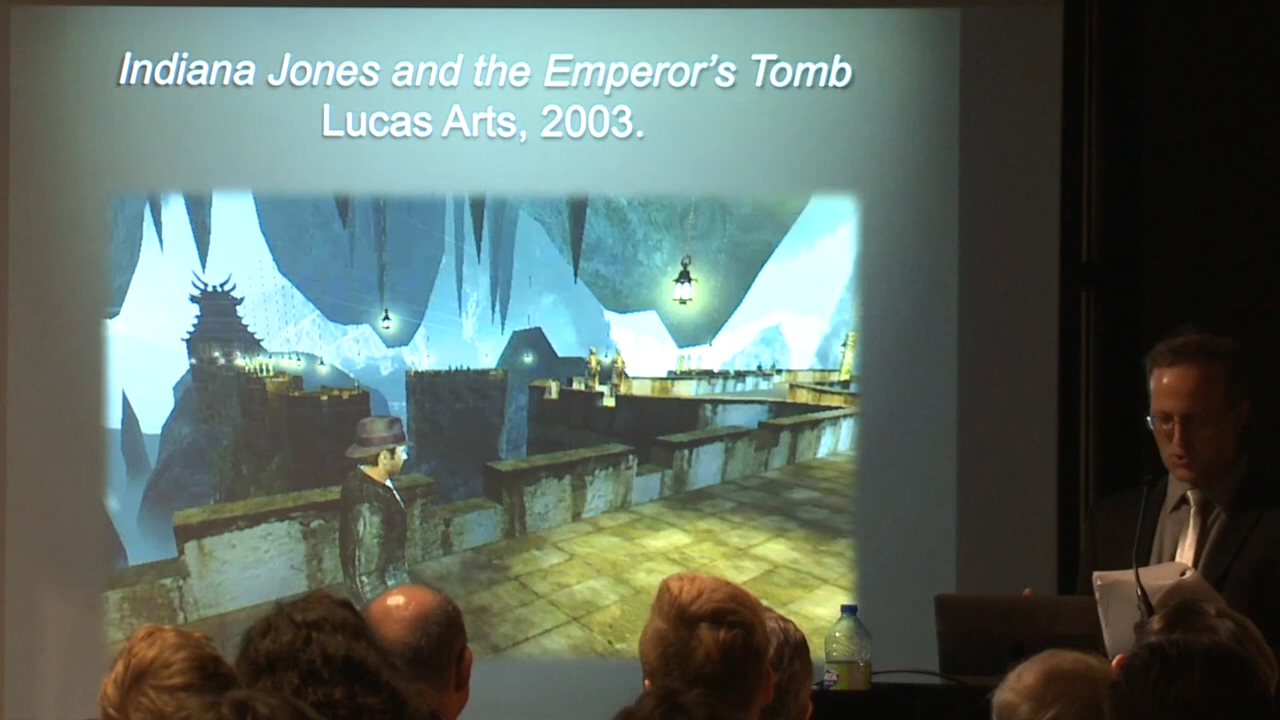 Indiana Jones and the Emperor's Tomb
Lucas Arts, 2003.